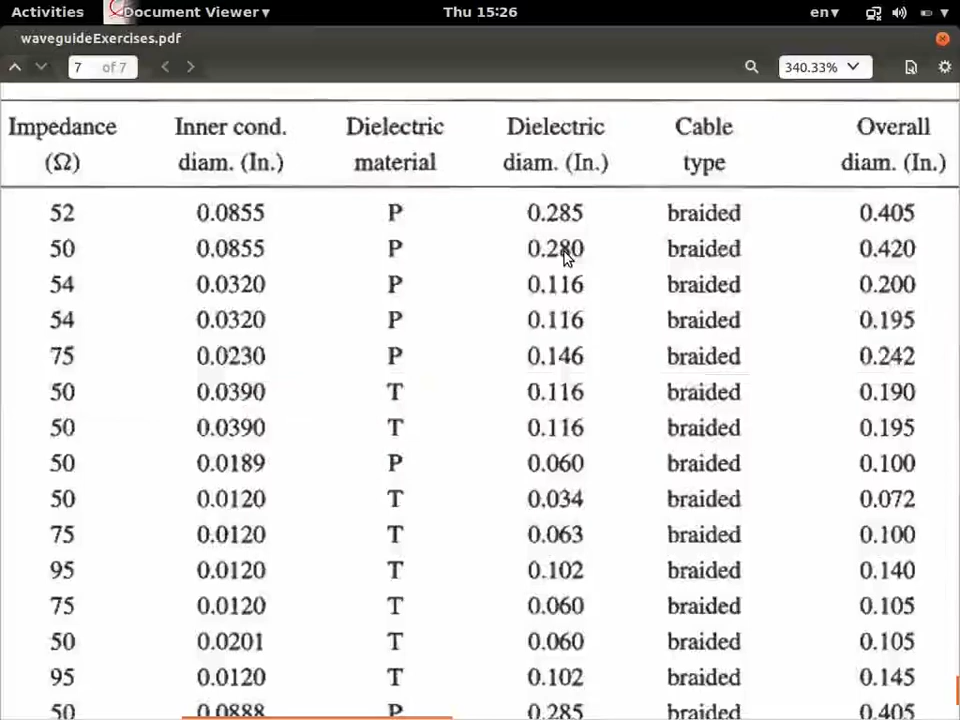 Activities Document Viewer Thu 15:26 en
waveguideExercises.pdf
7 of 7 340.33%
Impedance Inner cond. Dielectric Dielectric Cable Overall
(Ω) diam. (In.) material diam. (In.) type diam. (In.)
52 0.0855 P 0.285 braided 0.405
50 0.0855 P 0.280 braided 0.420
54 0.0320 P 0.116 braided 0.200
54 0.0320 P 0.116 braided 0.195
75 0.0230 P 0.146 braided 0.242
50 0.0390 T 0.116 braided 0.190
50 0.0390 T 0.116 braided 0.195
50 0.0189 P 0.060 braided 0.100
50 0.0120 T 0.034 braided 0.072
75 0.0120 T 0.063 braided 0.100
95 0.0120 T 0.102 braided 0.140
75 0.0120 T 0.060 braided 0.105
50 0.0201 T 0.060 braided 0.105
95 0.0120 T 0.102 braided 0.145
50 0.0888 P 0.285 braided 0.405